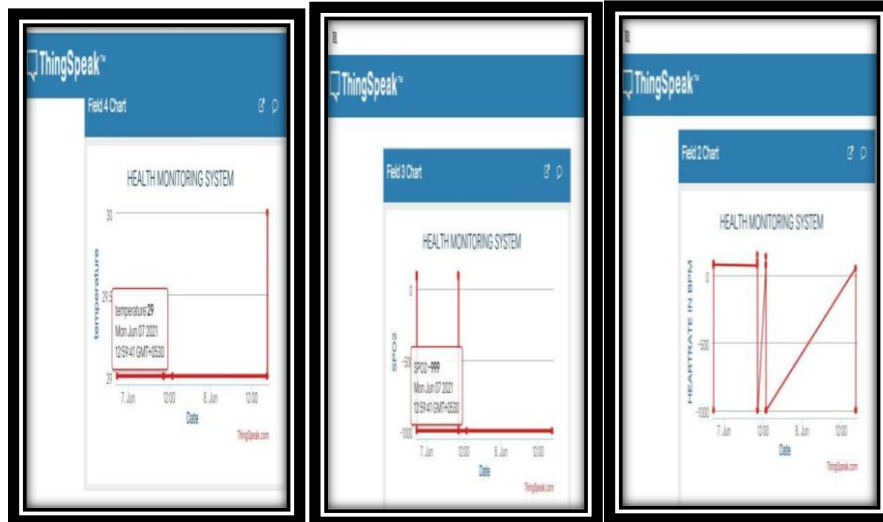 ThingSpeak™
Field 4 Chart
HEALTH MONITORING SYSTEM
temperature
30
29.5
29
temperature 29
Mon Jun 07 2021
12:59:41 GMT+0530
7. Jun 12:00 8. Jun 12:00
Date
ThingSpeak.com
ThingSpeak™
Field 3 Chart
HEALTH MONITORING SYSTEM
SPO2
0
-500
-1000
SPO2 -999
Mon Jun 07 2021
12:59:41 GMT+0530
7. Jun 12:00 8. Jun 12:00
Date
ThingSpeak.com
ThingSpeak™
Field 2 Chart
HEALTH MONITORING SYSTEM
HEARTRATE IN BPM
0
-500
-1000
7. Jun 12:00 8. Jun 12:00
Date
ThingSpeak.com